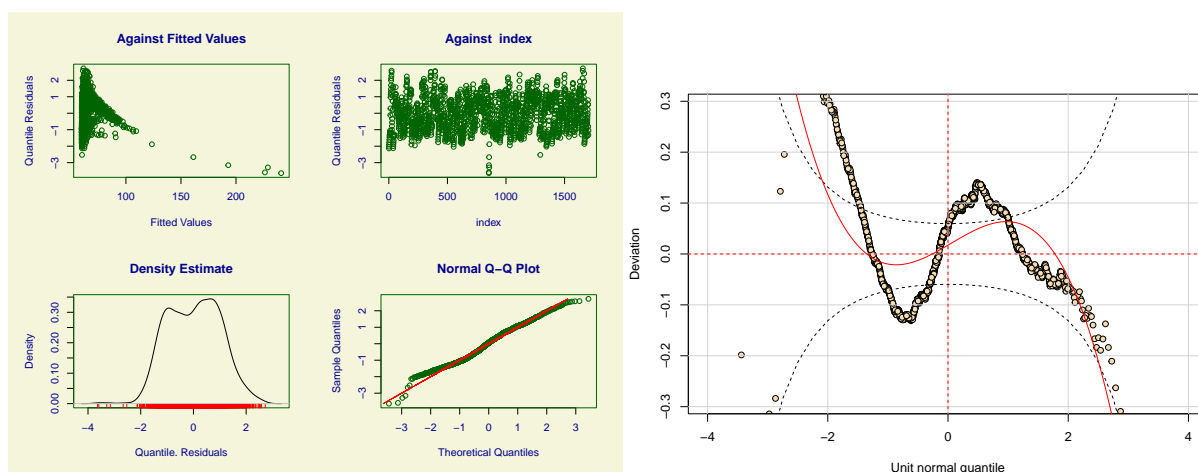 Against Fitted Values
Quantile Residuals
2
1
−1
−3
100 150 200
Fitted Values
Against index
Quantile Residuals
2
1
−1
−3
0 500 1000 1500
index
Density Estimate
Density
0.30
0.20
0.10
0.00
−4 −2 0 2
Quantile. Residuals
Normal Q−Q Plot
Sample Quantiles
2
1
−1
−3
−3 −2 −1 0 1 2 3
Theoretical Quantiles
Deviation
0.3
0.2
0.1
0.0
−0.1
−0.2
−0.3
−4 −2 0 2 4
Unit normal quantile